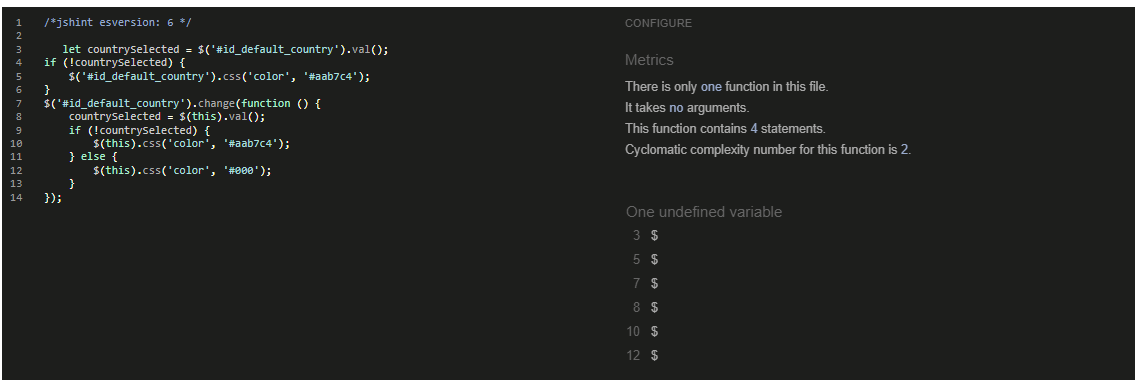 1 /*jshint esversion: 6 */
2
3 let countrySelected = $('#id_default_country').val();
4 if (!countrySelected) {
5 $('#id_default_country').css('color', '#aab7c4');
6 }
7 $('#id_default_country').change(function () {
8 countrySelected = $(this).val();
9 if (!countrySelected) {
10 $(this).css('color', '#aab7c4');
11 } else {
12 $(this).css('color', '#000');
13 }
14 });
CONFIGURE
Metrics
There is only one function in this file.
It takes no arguments.
This function contains 4 statements.
Cyclomatic complexity number for this function is 2.
One undefined variable
3 $
5 $
7 $
8 $
10 $
12 $